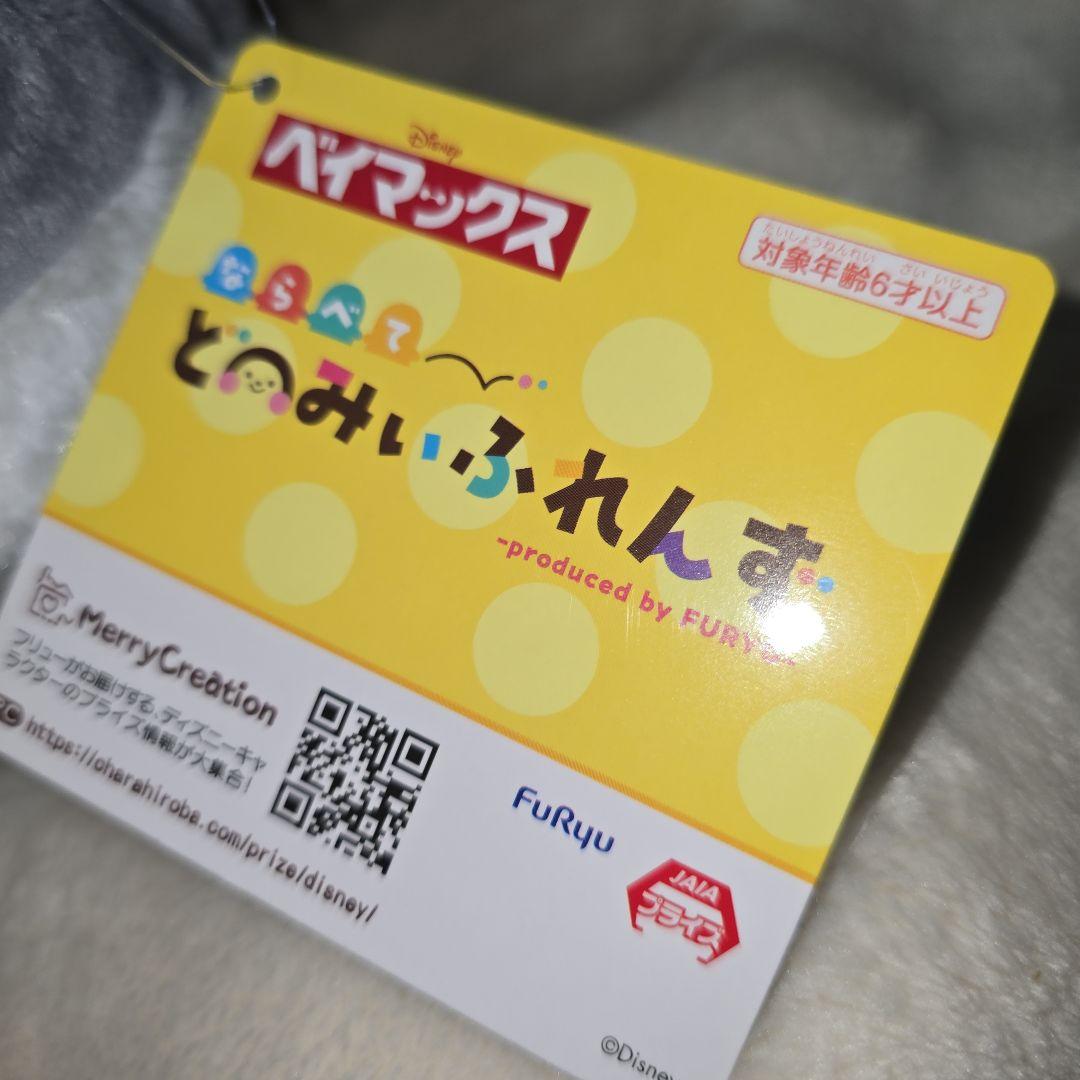 Disney
ベイマックス
たいしょうねんれい さい いじょう
対象年齢6才以上
ならべて
どーみぃふれんず
-produced by FURYU-
MerryCreation
フリューがお届けする、ディズニーキャ
ラクターのプライズ情報が大集合!
https://charahiroba.com/prize/disney/
FuRyu
JAIA
プライズ
©Disney